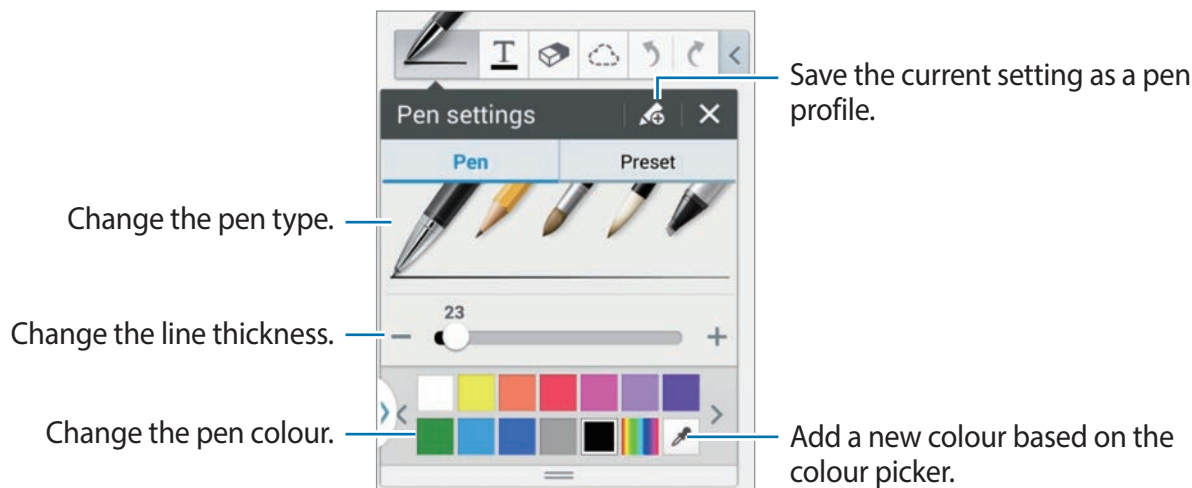 T
Save the current setting as a pen
profile.
Pen settings
Pen Preset
Change the pen type.
23
Change the line thickness.
Change the pen colour.
Add a new colour based on the
colour picker.